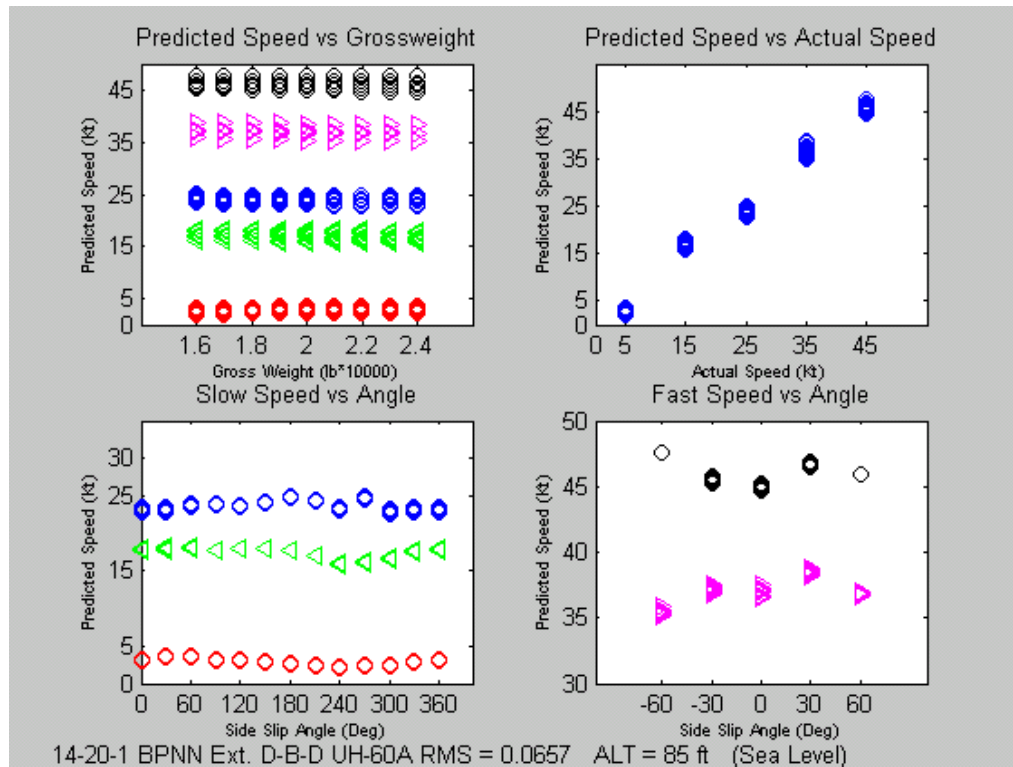 Predicted Speed vs Grossweight
Predicted Speed (Kt)
45
35
25
15
5
0
1.6 1.8 2 2.2 2.4
Gross Weight (lb*10000)
Predicted Speed vs Actual Speed
Predicted Speed (Kt)
45
35
25
15
5
0
0 5 15 25 35 45
Actual Speed (Kt)
Slow Speed vs Angle
Predicted Speed (Kt)
30
25
15
5
0
0 60 120 180 240 300 360
Side Slip Angle (Deg)
Fast Speed vs Angle
Predicted Speed (Kt)
50
45
40
35
30
-60 -30 0 30 60
Side Slip Angle (Deg)
14-20-1 BPNN Ext. D-B-D UH-60A RMS = 0.0657 ALT = 85 ft (Sea Level)